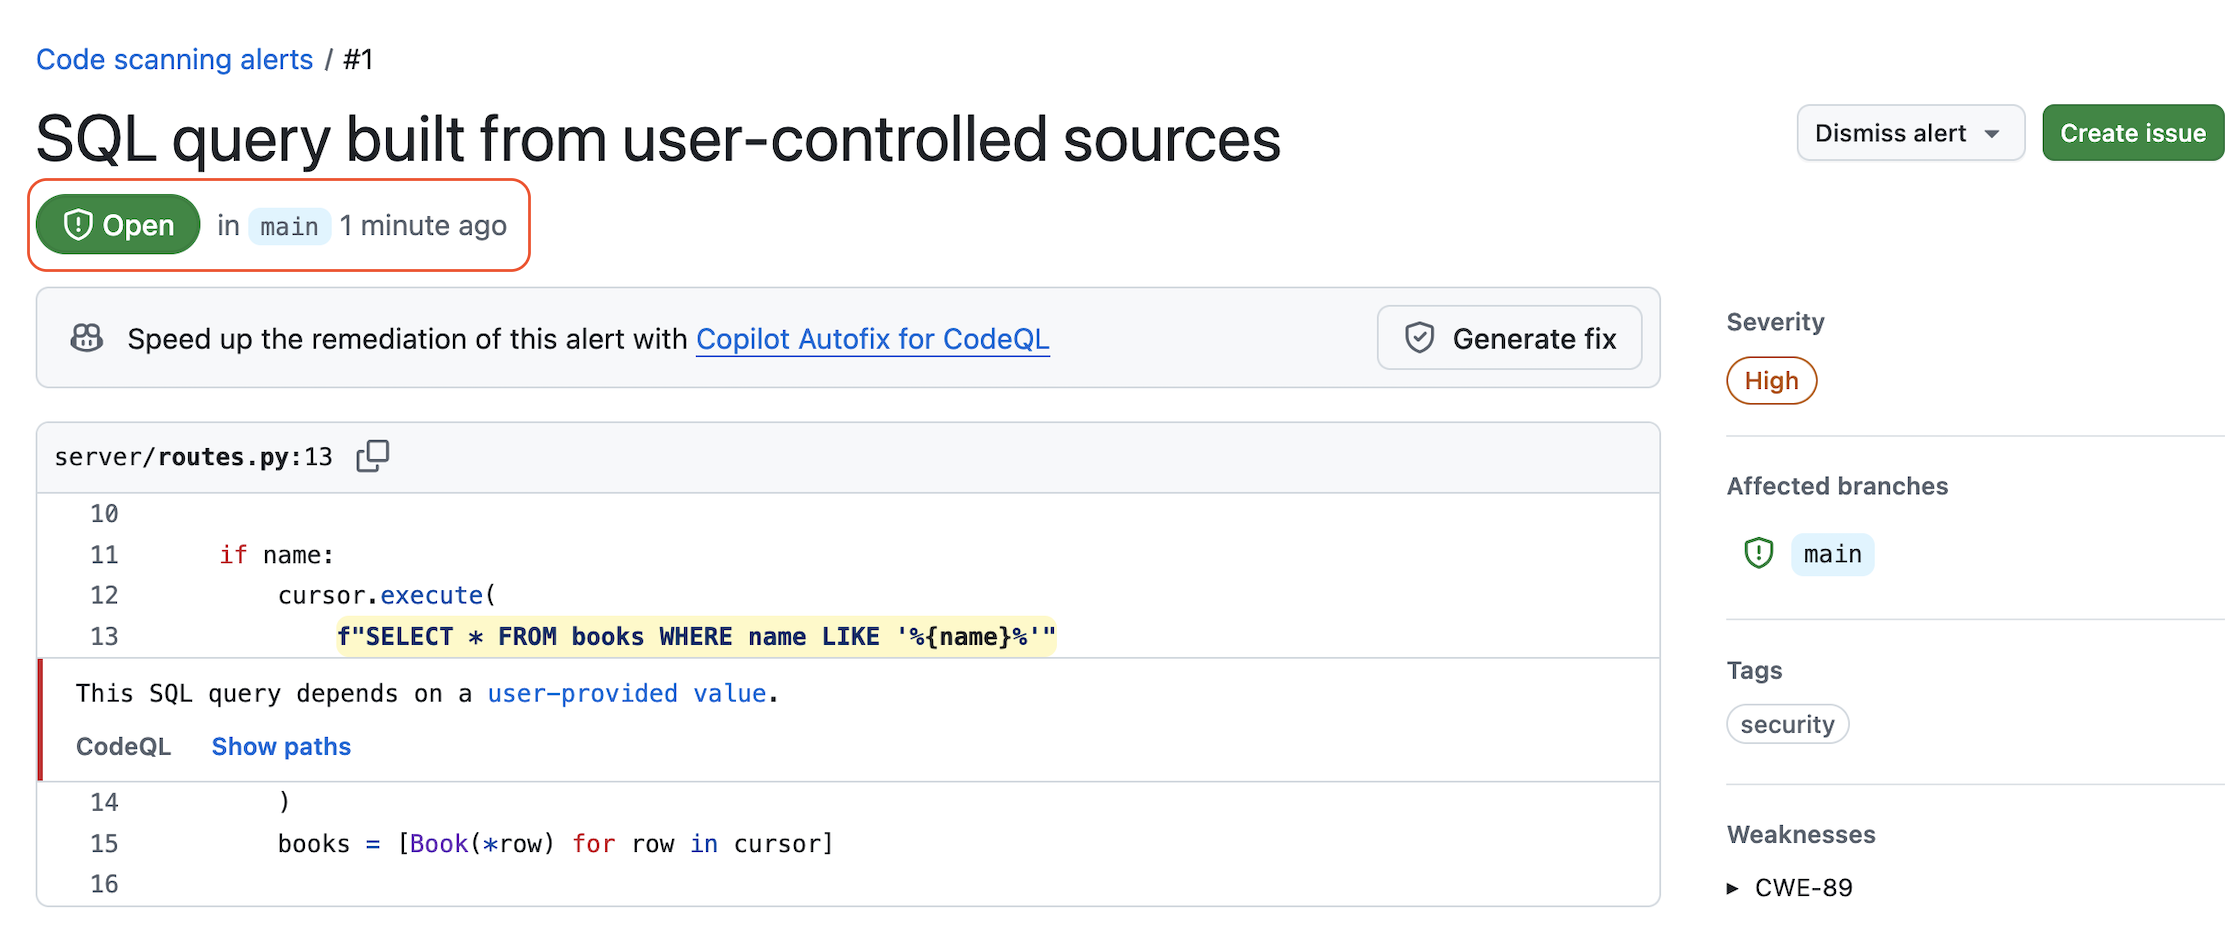 Code scanning alerts / #1
SQL query built from user-controlled sources
Dismiss alert
Create issue
Open in main 1 minute ago
Speed up the remediation of this alert with Copilot Autofix for CodeQL
Generate fix
server/routes.py:13
10
11 if name:
12 cursor.execute(
13 f"SELECT * FROM books WHERE name LIKE '%{name}%'"
This SQL query depends on a user-provided value.
CodeQL Show paths
14 )
15 books = [Book(*row) for row in cursor]
16
Severity
High
Affected branches
main
Tags
security
Weaknesses
CWE-89